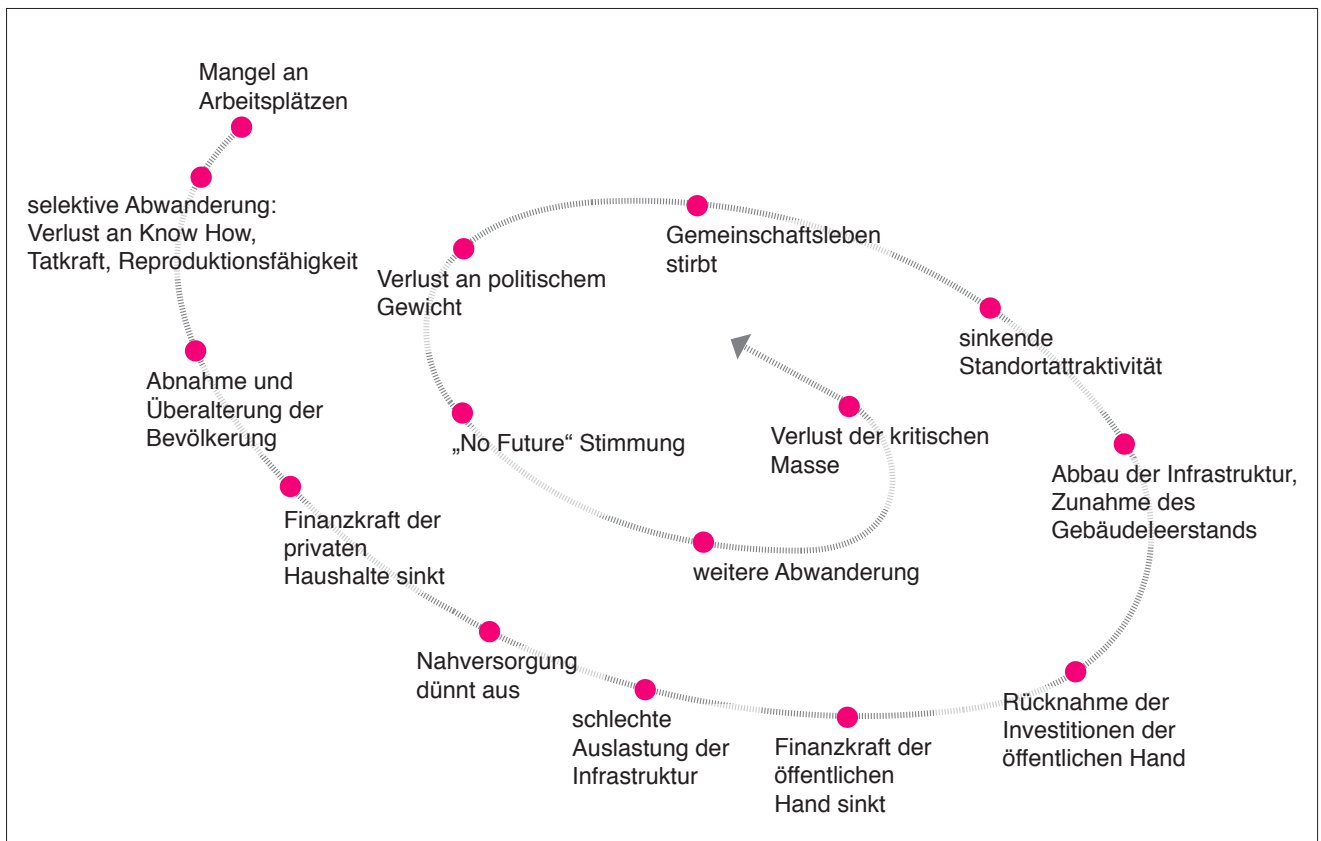 Mangel an
Arbeitsplätzen
selektive Abwanderung:
Verlust an Know How,
Tatkraft, Reproduktionsfähigkeit
Abnahme und
Überalterung der
Bevölkerung
Finanzkraft der
privaten
Haushalte sinkt
Nahversorgung
dünnt aus
schlechte
Auslastung der
Infrastruktur
Finanzkraft der
öffentlichen
Hand sinkt
Rücknahme der
Investitionen der
öffentlichen Hand
Abbau der Infrastruktur,
Zunahme des
Gebäudeleerstands
sinkende
Standortattraktivität
Gemeinschaftsleben
stirbt
Verlust an politischem
Gewicht
„No Future“ Stimmung
weitere Abwanderung
Verlust der kritischen
Masse